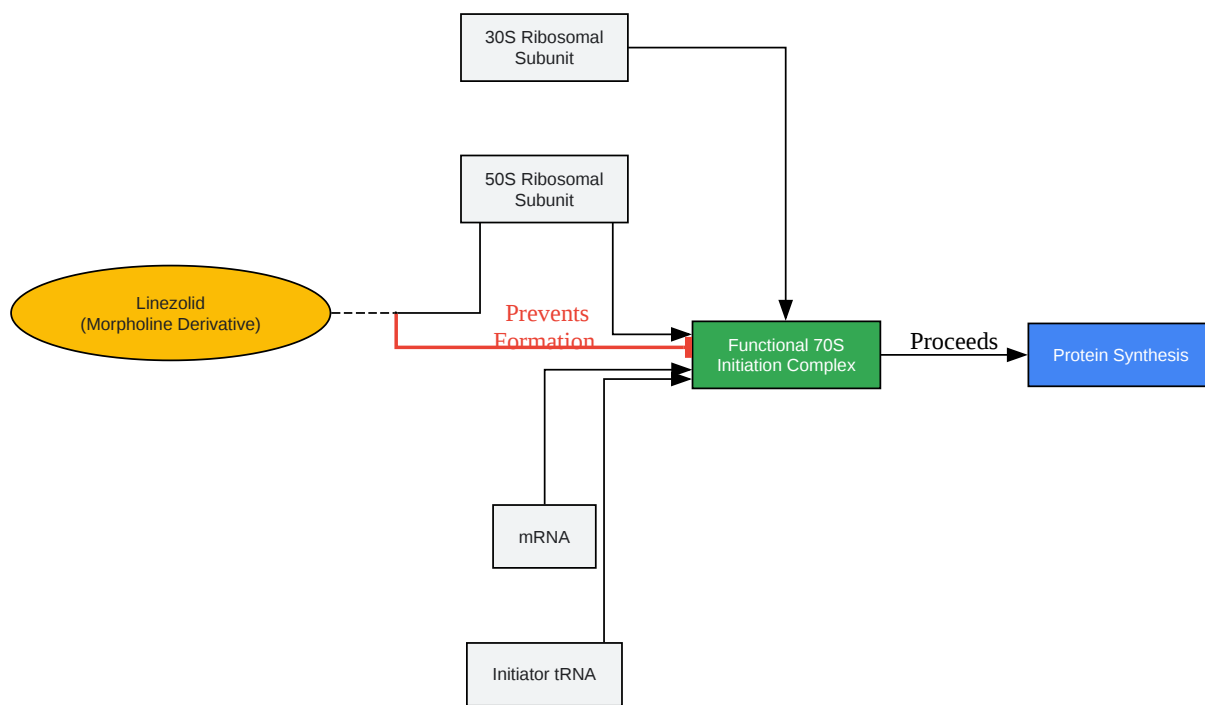 30S Ribosomal
Subunit
50S Ribosomal
Subunit
Linezolid
(Morpholine Derivative)
Prevents
Formation
Functional 70S
Initiation Complex
Proceeds
Protein Synthesis
mRNA
Initiator tRNA